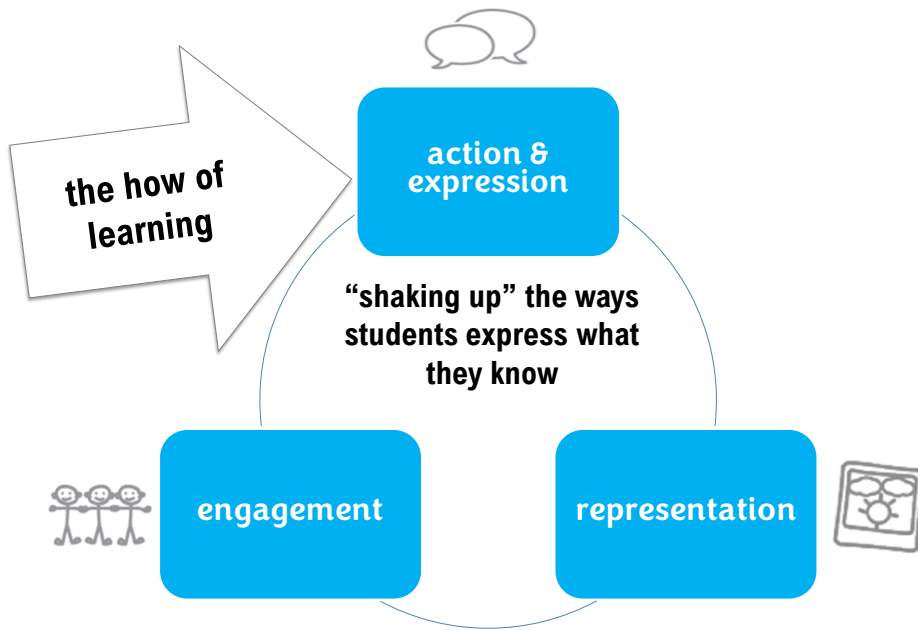 action &
expression
the how of
learning
“shaking up” the ways
students express what
they know
engagement
representation